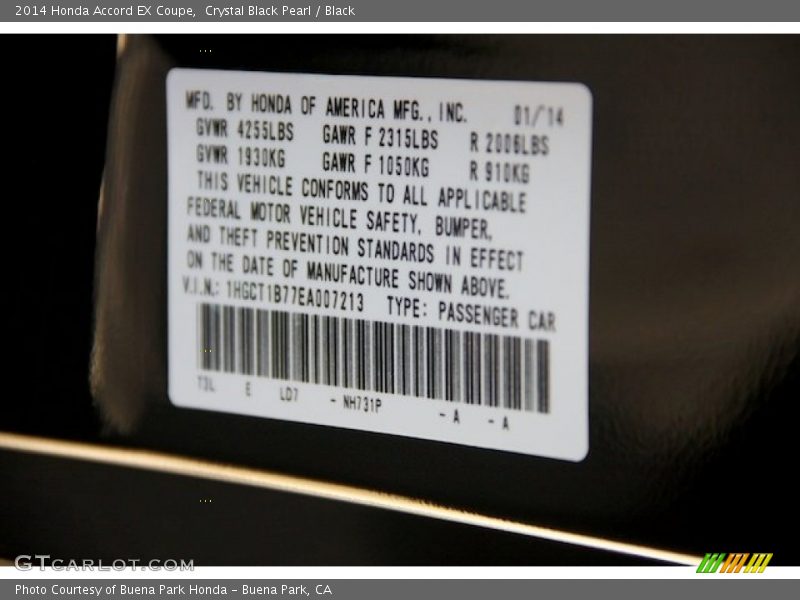 2014 Honda Accord EX Coupe,  Crystal Black Pearl / Black
MFD. BY HONDA OF AMERICA MFG., INC. 01/14
GVWR 4255LBS GAWR F 2315LBS R 2006LBS
GVWR 1930KG GAWR F 1050KG R 910KG
THIS VEHICLE CONFORMS TO ALL APPLICABLE
FEDERAL MOTOR VEHICLE SAFETY, BUMPER,
AND THEFT PREVENTION STANDARDS IN EFFECT
ON THE DATE OF MANUFACTURE SHOWN ABOVE.
V.I.N.: 1HGCT1B77EA007213 TYPE: PASSENGER CAR
T3L E LD7 - NH731P - A - A
GTCARLOT.COM
Photo Courtesy of Buena Park Honda – Buena Park, CA